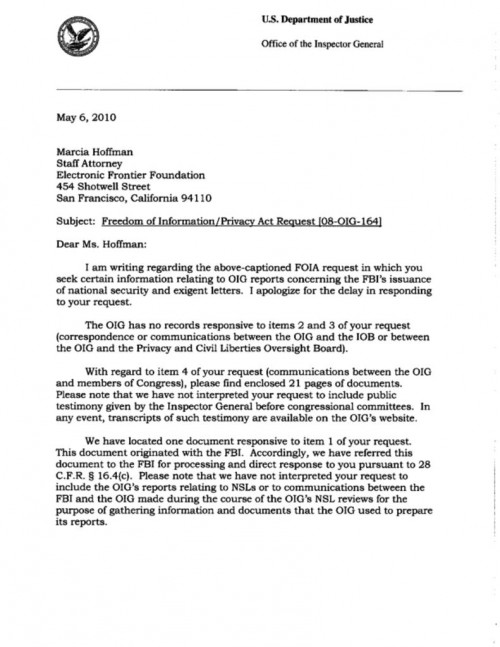 U.S. Department of Justice
Office of the Inspector General
May 6, 2010
Marcia Hoffman
Staff Attorney
Electronic Frontier Foundation
454 Shotwell Street
San Francisco, California 94110
Subject: Freedom of Information/Privacy Act Request [08-OIG-164]
Dear Ms. Hoffman:
I am writing regarding the above-captioned FOIA request in which you
seek certain information relating to OIG reports concerning the FBI's issuance
of national security and exigent letters. I apologize for the delay in responding
to your request.
The OIG has no records responsive to items 2 and 3 of your request
(correspondence or communications between the OIG and the IOB or between
the OIG and the Privacy and Civil Liberties Oversight Board).
With regard to item 4 of your request (communications between the OIG
and members of Congress), please find enclosed 21 pages of documents.
Please note that we have not interpreted your request to include public
testimony given by the Inspector General before congressional committees. In
any event, transcripts of such testimony are available on the OIG's website.
We have located one document responsive to item 1 of your request.
This document originated with the FBI. Accordingly, we have referred this
document to the FBI for processing and direct response to you pursuant to 28
C.F.R. § 16.4(c). Please note that we have not interpreted your request to
include the OIG's reports relating to NSLs or to communications between the
FBI and the OIG made during the course of the OIG's NSL reviews for the
purpose of gathering information and documents that the OIG used to prepare
its reports.